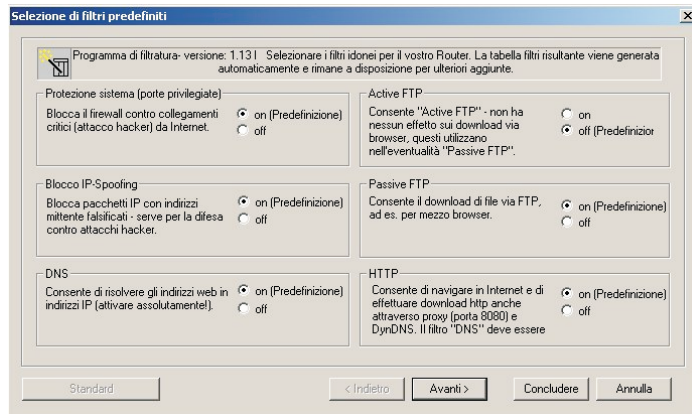 Selezione di filtri predefiniti
Programma di filtratura- versione: 1.13 I Selezionare i filtri idonei per il vostro Router. La tabella filtri risultante viene generata
automaticamente e rimane a disposizione per ulteriori aggiunte.
Protezione sistema (porte privilegiate)
Blocca il firewall contro collegamenti
critici (attacco hacker) da Internet.
on (Predefinizione)
off
Active FTP
Consente "Active FTP" - non ha
nessun effetto sui download via
browser, questi utilizzano
nell'eventualità "Passive FTP".
on
off (Predefinizior
Blocco IP-Spoofing
Blocca pacchetti IP con indirizzi
mittente falsificati - serve per la difesa
contro attacchi hacker.
on (Predefinizione)
off
Passive FTP
Consente il download di file via FTP,
ad es. per mezzo browser.
on (Predefinizione)
off
DNS
Consente di risolvere gli indirizzi web in
indirizzi IP (attivare assolutamente!).
on (Predefinizione)
off
HTTP
Consente di navigare in Internet e di
effettuare download http anche
attraverso proxy (porta 8080) e
DynDNS. Il filtro "DNS" deve essere
on (Predefinizione)
off
Standard
< Indietro
Avanti >
Concludere
Annulla